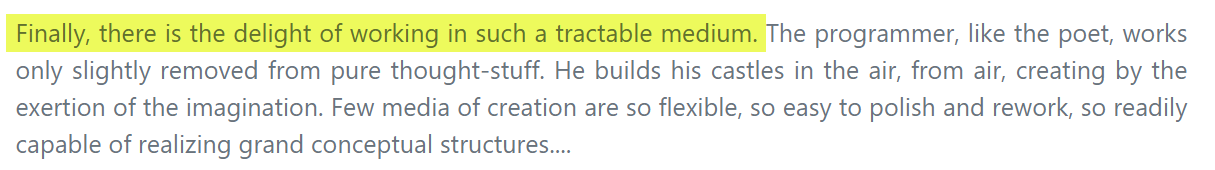 Finally, there is the delight of working in such a tractable medium. The programmer, like the poet, works
only slightly removed from pure thought-stuff. He builds his castles in the air, from air, creating by the
exertion of the imagination. Few media of creation are so flexible, so easy to polish and rework, so readily
capable of realizing grand conceptual structures....